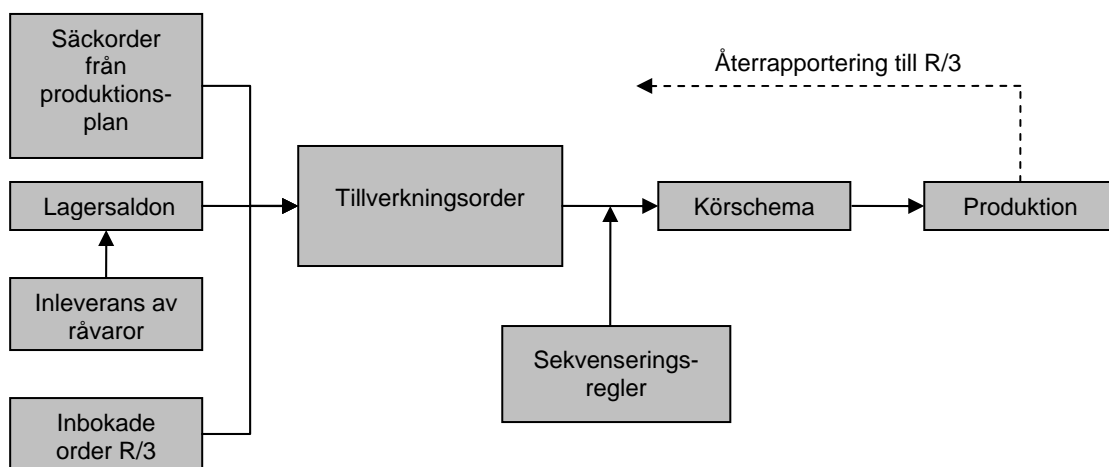 Säckorder
från
produktions-
plan
Återrapportering till R/3
Tillverkningsorder
Lagersaldon
Körschema
Produktion
Inleverans av
råvaror
Sekvenserings-
regler
Inbokade
order R/3